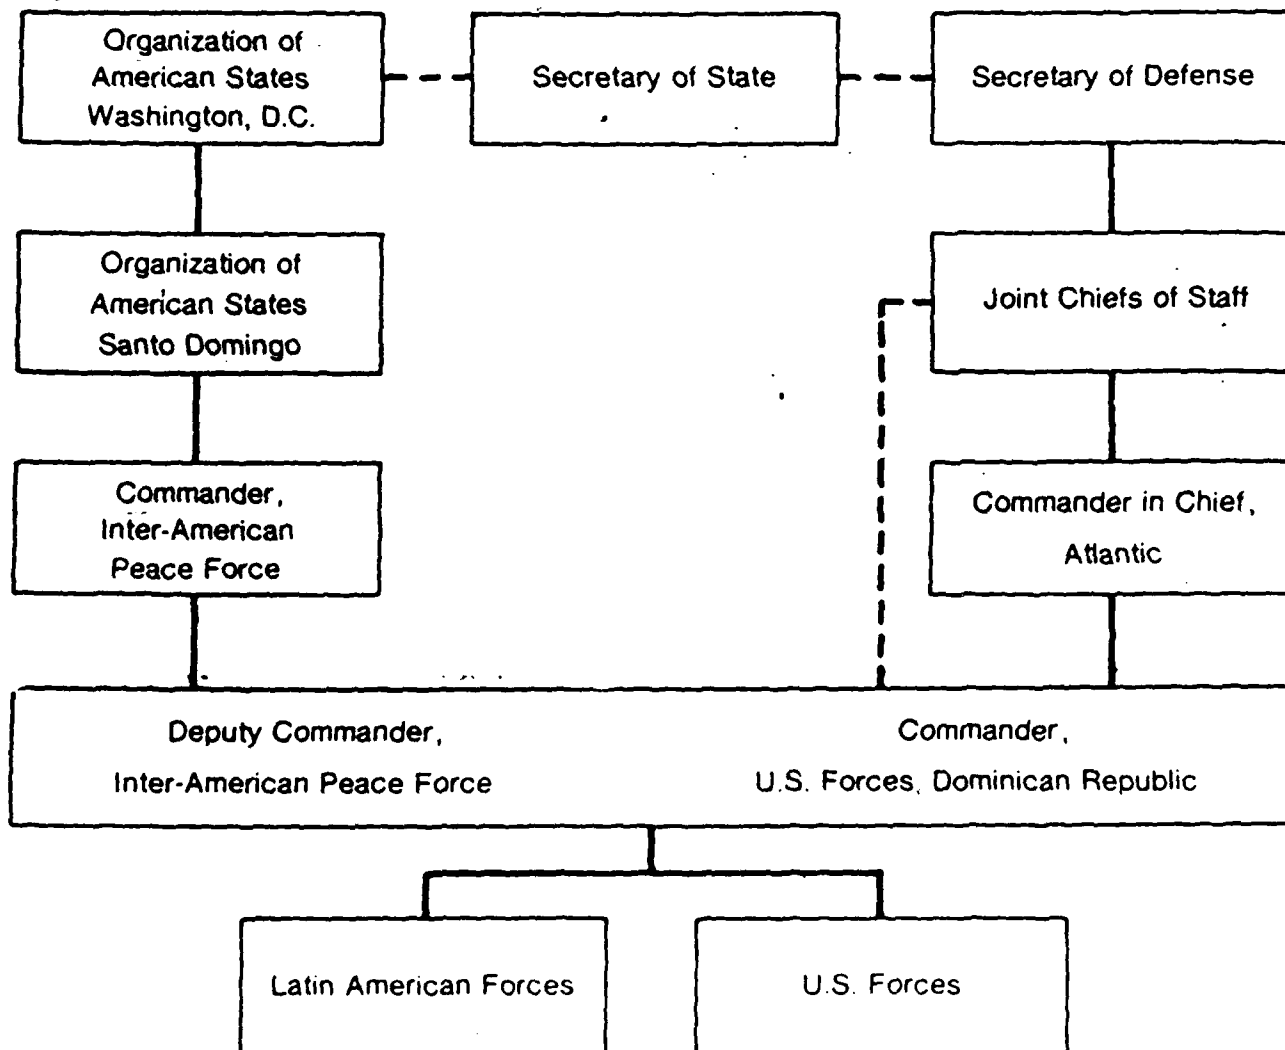 Organization of
American States
Washington, D.C.
Secretary of State
Secretary of Defense
Organization of
American States
Santo Domingo
Joint Chiefs of Staff
Commander,
Inter-American
Peace Force
Commander in Chief,
Atlantic
Deputy Commander,
Inter-American Peace Force
Commander,
U.S. Forces, Dominican Republic
Latin American Forces
U.S. Forces